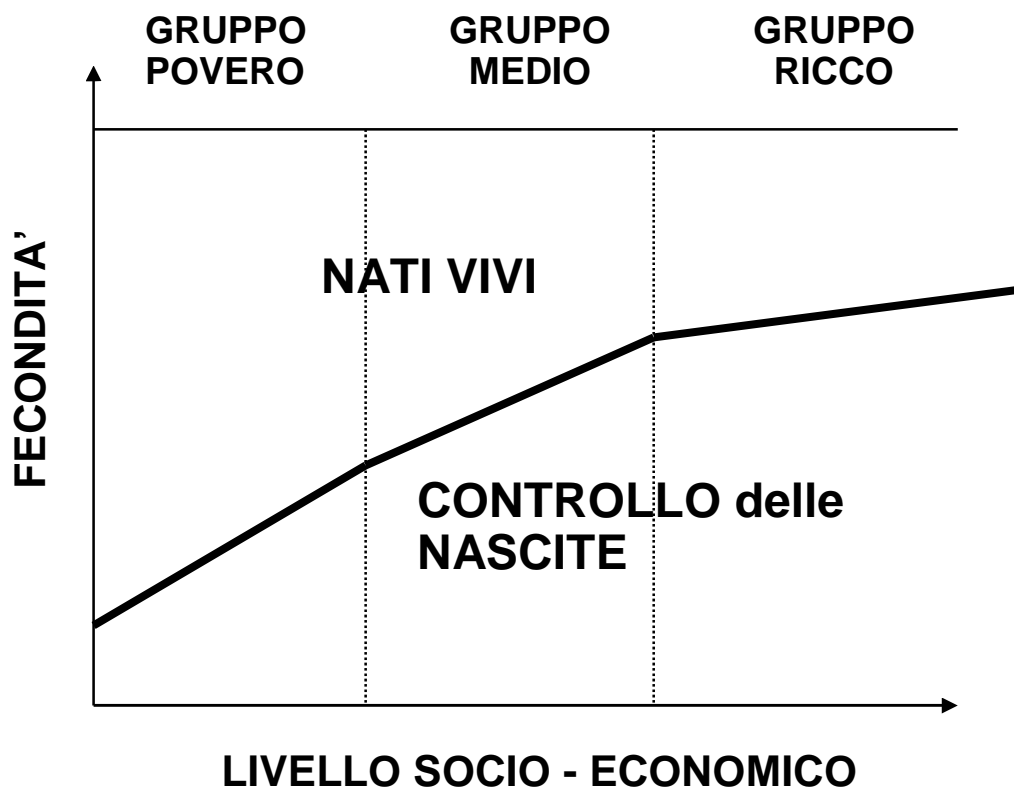 GRUPPO
POVERO
GRUPPO
MEDIO
GRUPPO
RICCO
FECONDITA’
NATI VIVI
CONTROLLO delle
NASCITE
LIVELLO SOCIO - ECONOMICO